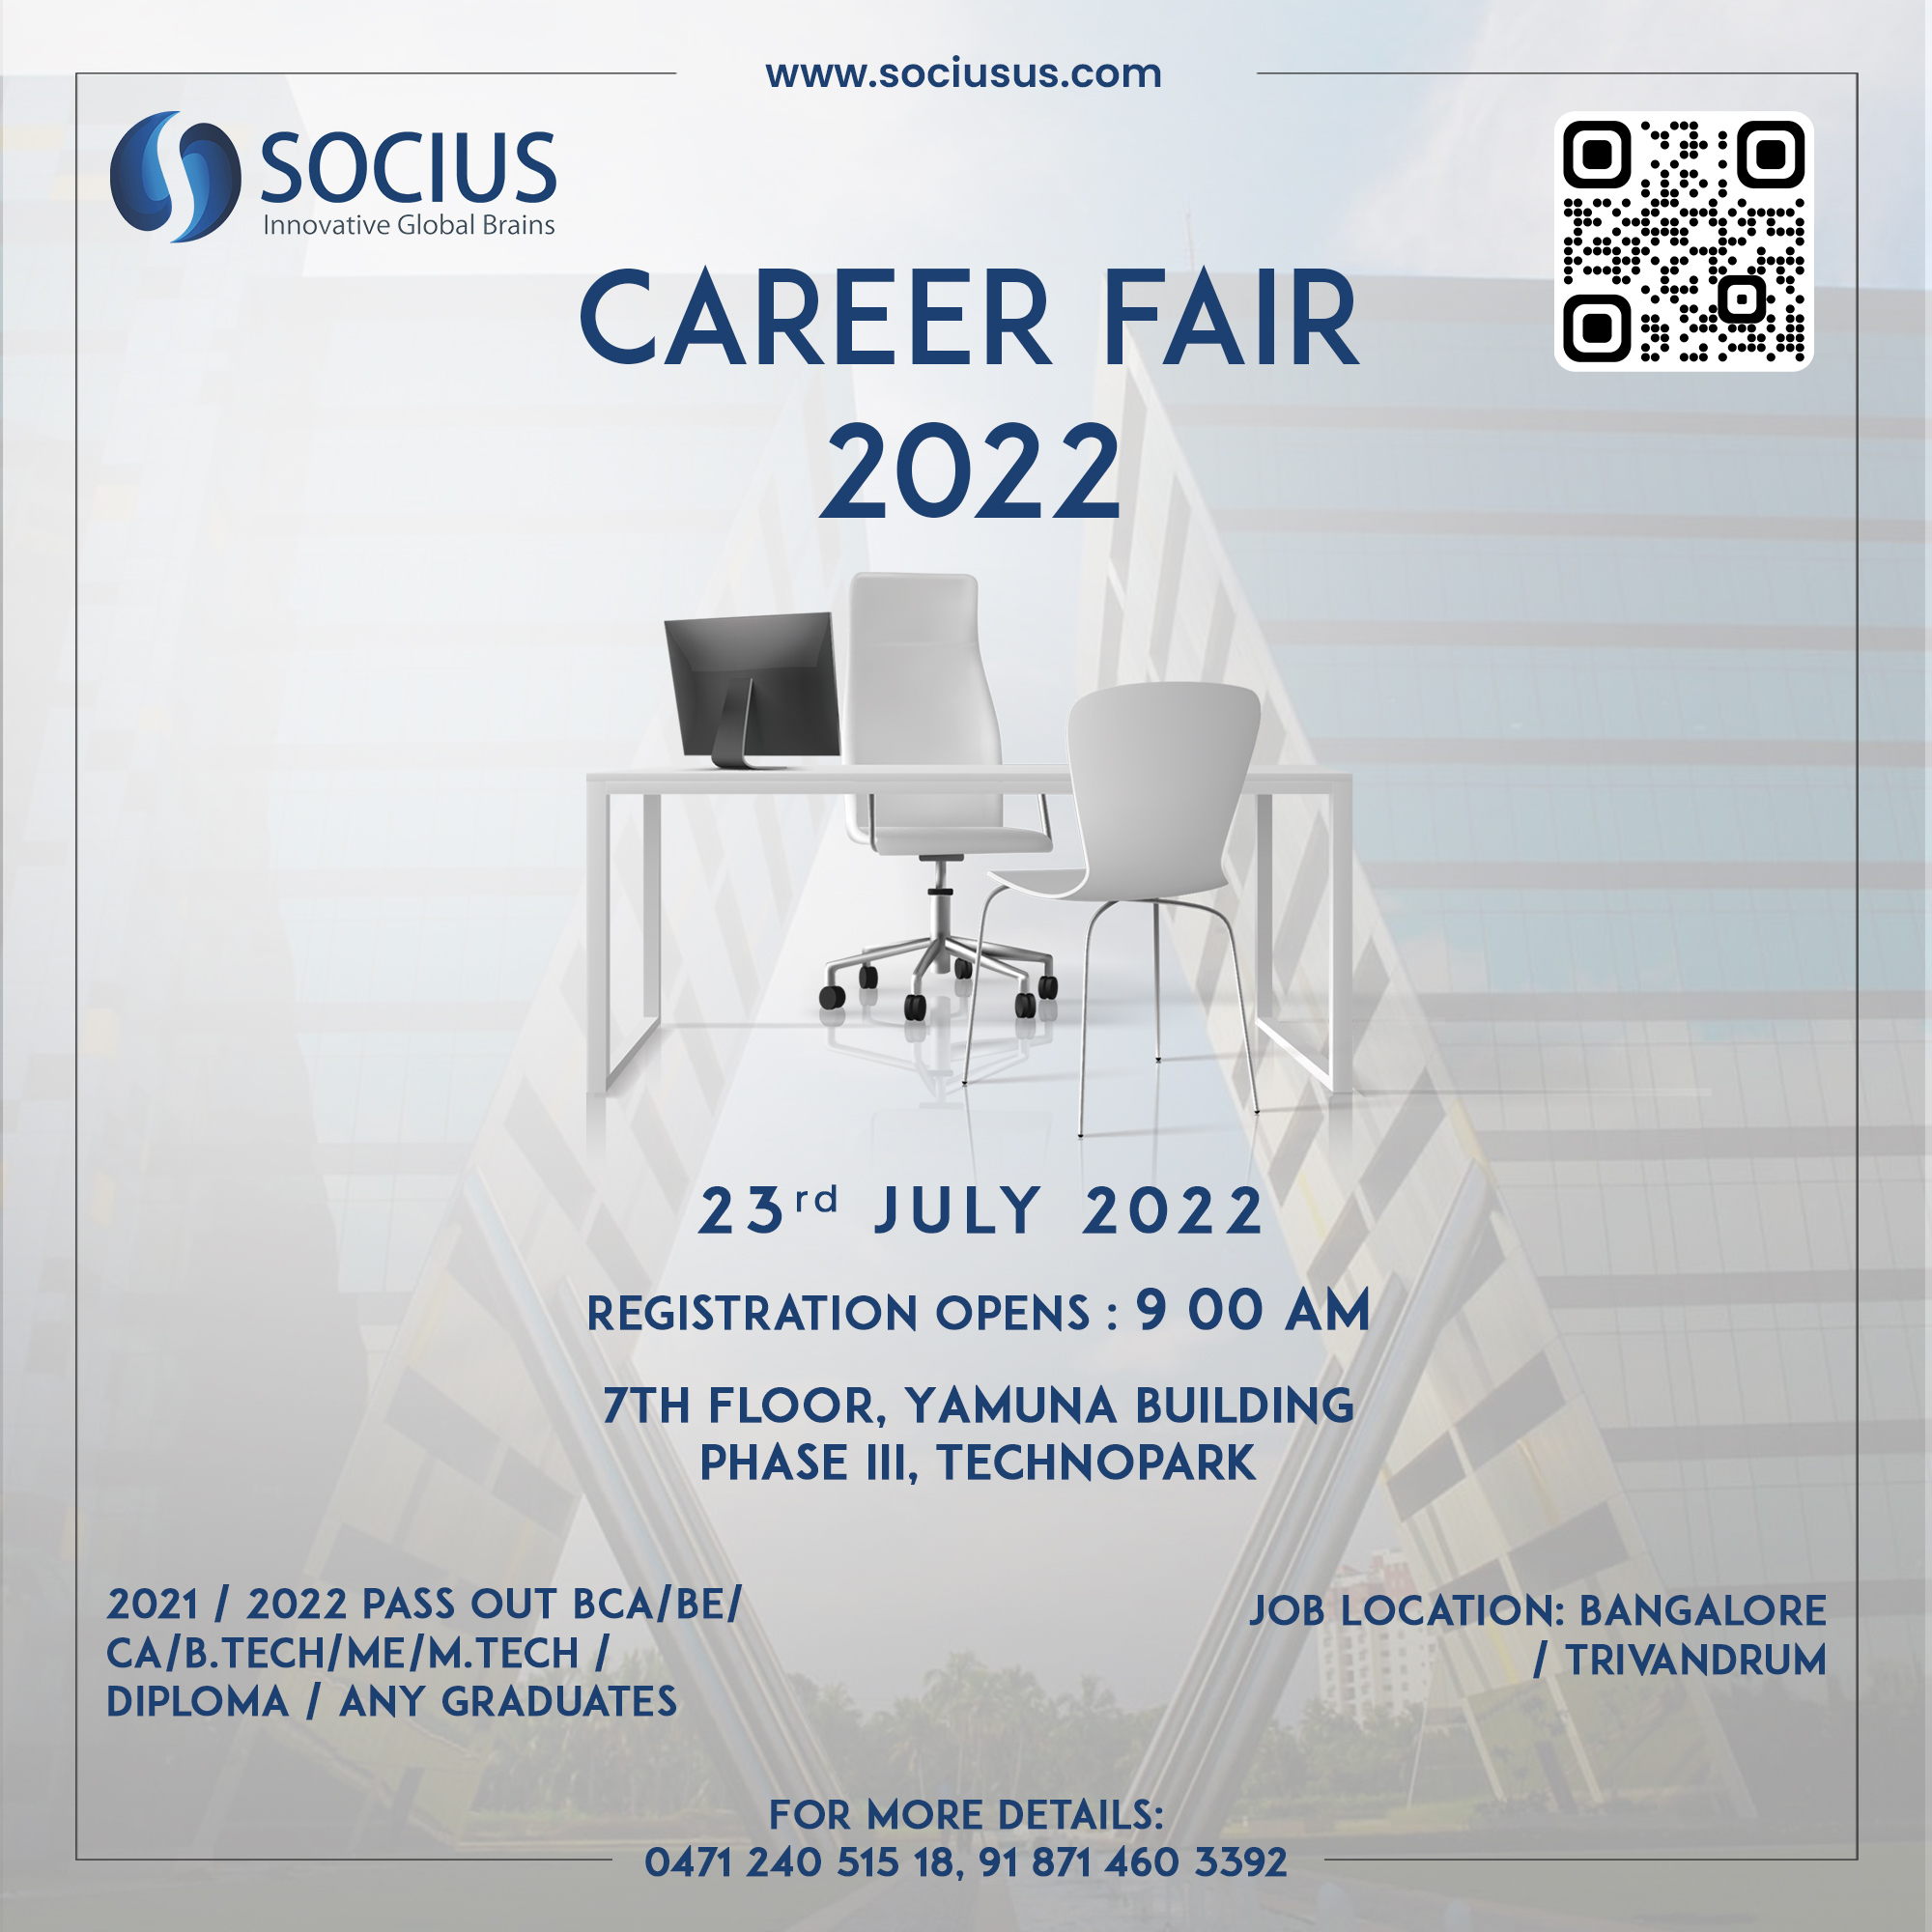 www.sociusus.com
SOCIUS
Innovative Global Brains
CAREER FAIR
2022
23rd JULY 2022
REGISTRATION OPENS : 9 00 AM
7TH FLOOR, YAMUNA BUILDING
PHASE III, TECHNOPARK
2021 / 2022 PASS OUT BCA/BE/
CA/B.TECH/ME/M.TECH /
DIPLOMA / ANY GRADUATES
JOB LOCATION: BANGALORE
/ TRIVANDRUM
FOR MORE DETAILS:
0471 240 515 18, 91 871 460 3392